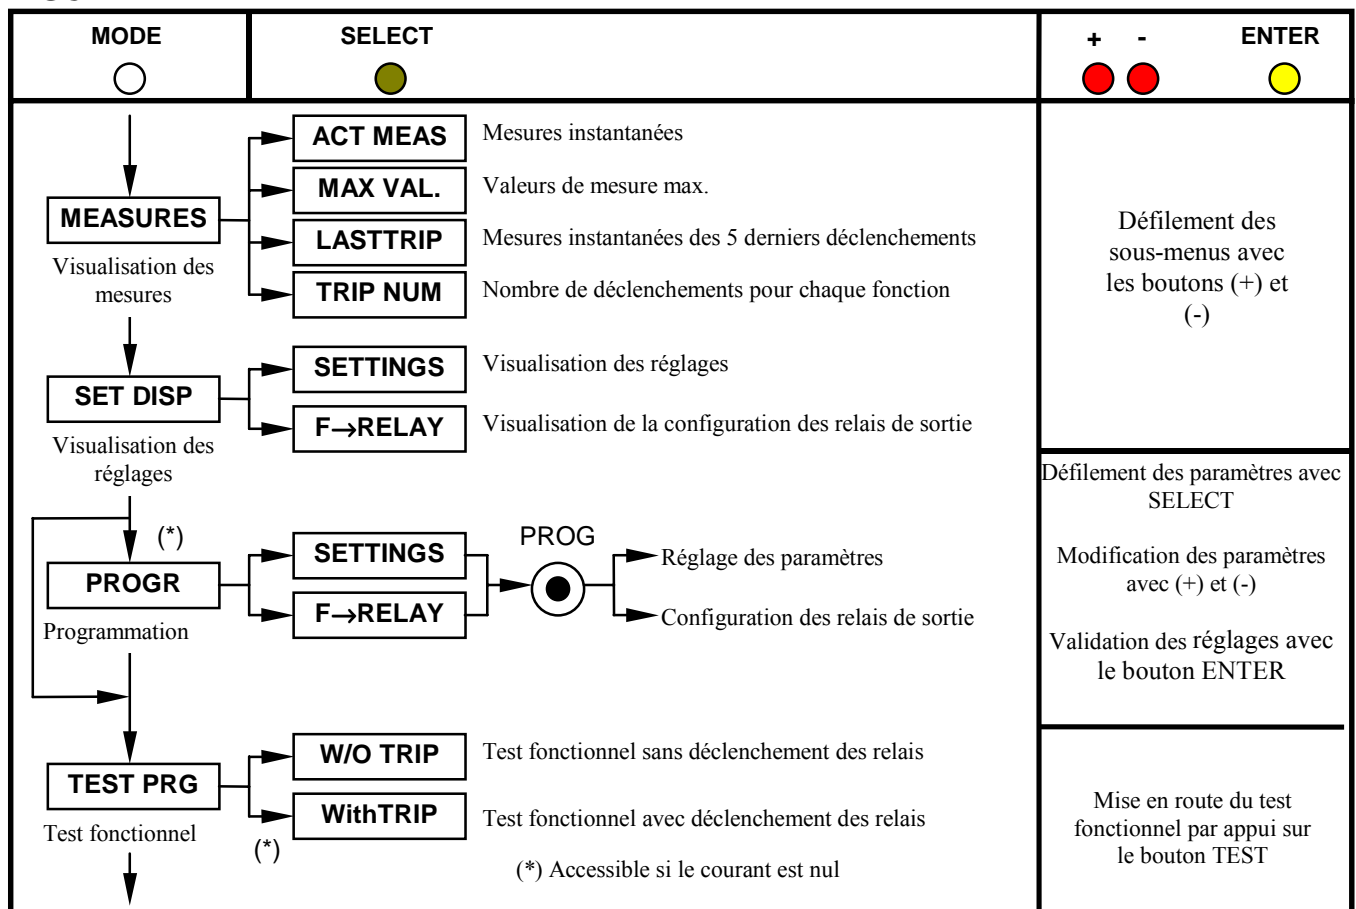 MODE
SELECT
+ -
ENTER
ACT MEAS
Mesures instantanées
MAX VAL.
Valeurs de mesure max.
MEASURES
LASTTRIP
Mesures instantanées des 5 derniers déclenchements
Visualisation des
mesures
TRIP NUM
Nombre de déclenchements pour chaque fonction
Défilement des
sous-menus avec
les boutons (+) et
(-)
SETTINGS
Visualisation des réglages
SET DISP
F→RELAY
Visualisation de la configuration des relais de sortie
Visualisation des
réglages
Défilement des paramètres avec
SELECT
(*)
SETTINGS
PROG
Réglage des paramètres
PROGR
F→RELAY
Configuration des relais de sortie
Programmation
Modification des paramètres
avec (+) et (-)
Validation des réglages avec
le bouton ENTER
W/O TRIP
Test fonctionnel sans déclenchement des relais
TEST PRG
WithTRIP
Test fonctionnel avec déclenchement des relais
Test fonctionnel
(*)
(*) Accessible si le courant est nul
Mise en route du test
fonctionnel par appui sur
le bouton TEST